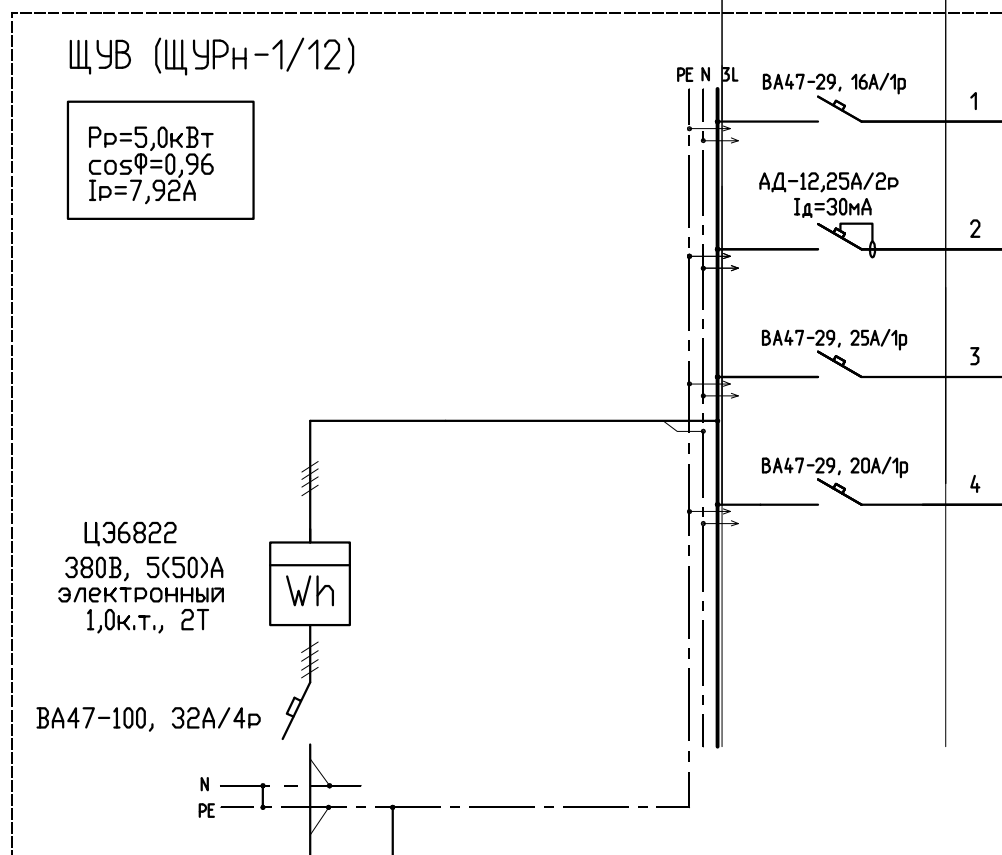 ЩУВ (ЩУРн-1/12)
Рр=5,0кВт
cosφ=0,96
Iр=7,92А
PE N 3L
ВА47-29, 16А/1р
1
АД-12,25А/2р
Iд=30мА
2
ВА47-29, 25А/1р
3
ВА47-29, 20А/1р
4
ЦЭ6822
380В, 5(50)А
электронный
1,0к.т., 2Т
Wh
ВА47-100, 32А/4р
N
PE